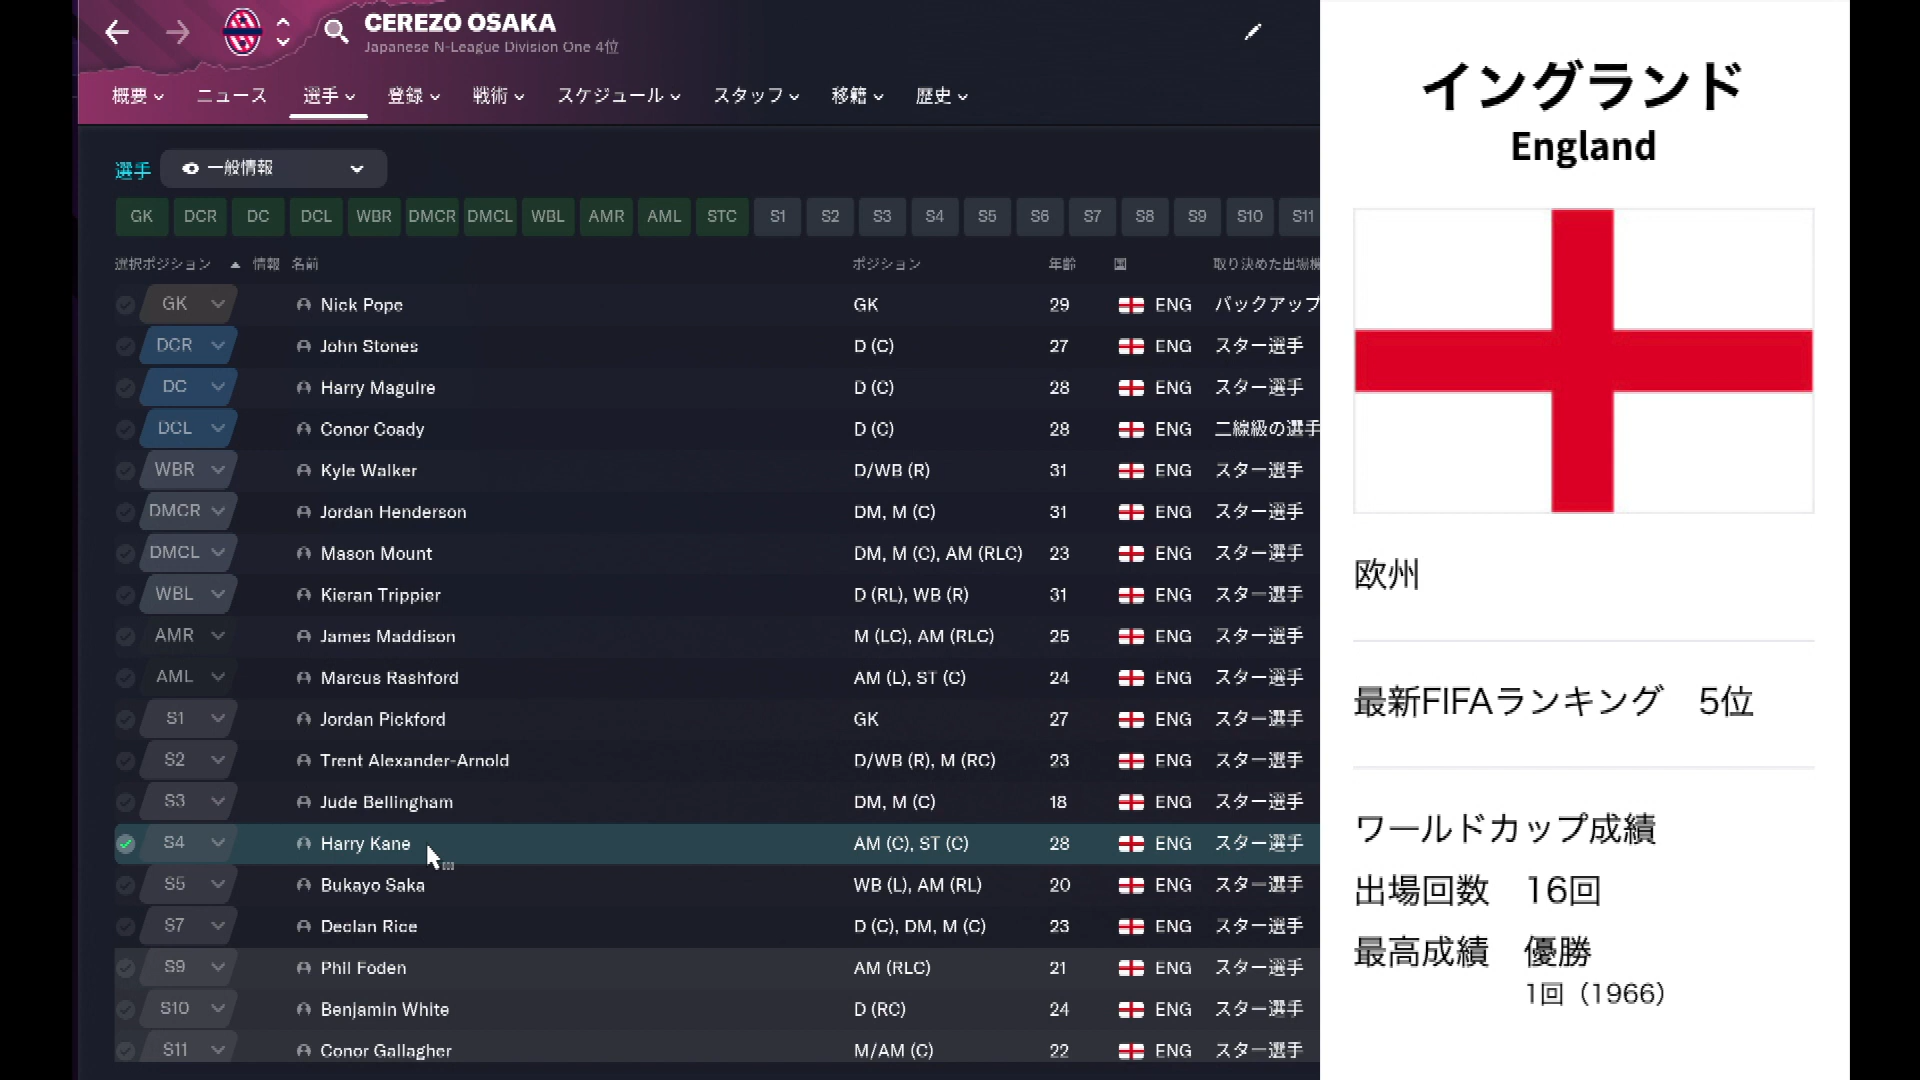 CEREZO OSAKA
Japanese N-League Division One 4位
概要 ニュース 選手 登録 戦術 スケジュール スタッフ 移籍 歴史
選手 一般情報
GK DCR DC DCL WBR DMCR DMCL WBL AMR AML STC S1 S2 S3 S4 S5 S6 S7 S8 S9 S10 S11
選択ポジション 情報 名前 ポジション 年齢 国 取り決めた出場機
GK Nick Pope GK 29 ENG バックアップ
DCR John Stones D (C) 27 ENG スター選手
DC Harry Maguire D (C) 28 ENG スター選手
DCL Conor Coady D (C) 28 ENG 二線級の選手
WBR Kyle Walker D/WB (R) 31 ENG スター選手
DMCR Jordan Henderson DM, M (C) 31 ENG スター選手
DMCL Mason Mount DM, M (C), AM (RLC) 23 ENG スター選手
WBL Kieran Trippier D (RL), WB (R) 31 ENG スター選手
AMR James Maddison M (LC), AM (RLC) 25 ENG スター選手
AML Marcus Rashford AM (L), ST (C) 24 ENG スター選手
S1 Jordan Pickford GK 27 ENG スター選手
S2 Trent Alexander-Arnold D/WB (R), M (RC) 23 ENG スター選手
S3 Jude Bellingham DM, M (C) 18 ENG スター選手
S4 Harry Kane AM (C), ST (C) 28 ENG スター選手
S5 Bukayo Saka WB (L), AM (RL) 20 ENG スター選手
S7 Declan Rice D (C), DM, M (C) 23 ENG スター選手
S9 Phil Foden AM (RLC) 21 ENG スター選手
S10 Benjamin White D (RC) 24 ENG スター選手
S11 Conor Gallagher M/AM (C) 22 ENG スター選手
イングランド
England
欧州
最新FIFAランキング 5位
ワールドカップ成績
出場回数 16回
最高成績 優勝
1回（1966）